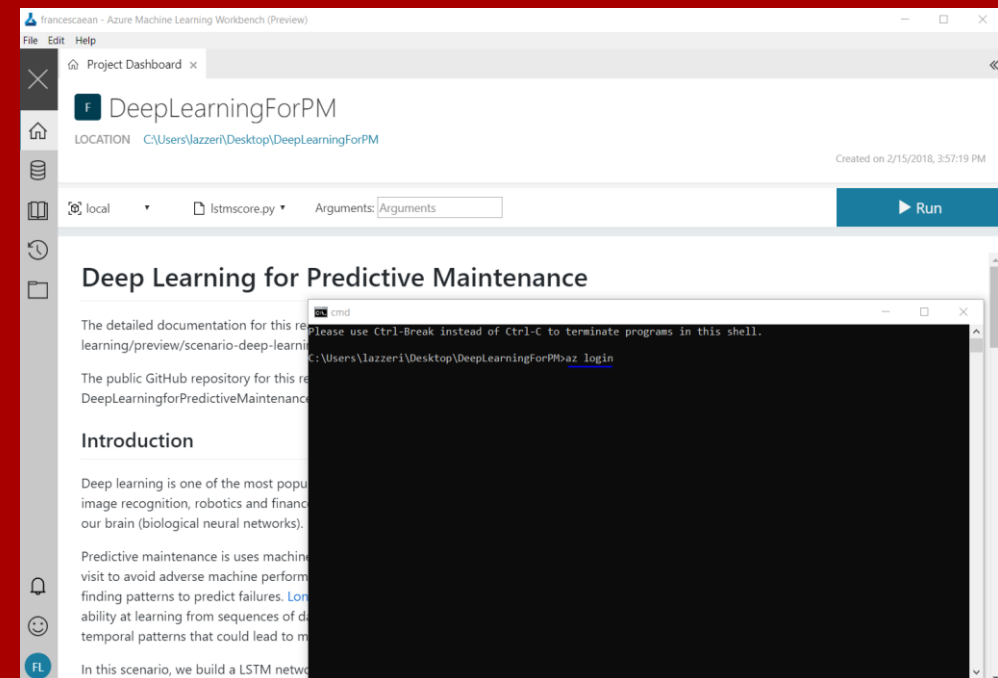 francescaean - Azure Machine Learning Workbench (Preview)
File Edit Help
Project Dashboard ×
F DeepLearningForPM
LOCATION C:\Users\lazzeri\Desktop\DeepLearningForPM
Created on 2/15/2018, 3:57:19 PM
local lstmscore.py Arguments: Arguments Run
Deep Learning for Predictive Maintenance
The detailed documentation for this re
learning/preview/scenario-deep-learni
The public GitHub repository for this re
DeepLearningforPredictiveMaintenance
Introduction
Deep learning is one of the most popu
image recognition, robotics and financ
our brain (biological neural networks).
Predictive maintenance is uses machine
visit to avoid adverse machine perform
finding patterns to predict failures. Lon
ability at learning from sequences of da
temporal patterns that could lead to m
In this scenario, we build a LSTM netwo
FL
cmd
Please use Ctrl-Break instead of Ctrl-C to terminate programs in this shell.
C:\Users\lazzeri\Desktop\DeepLearningForPM>az login